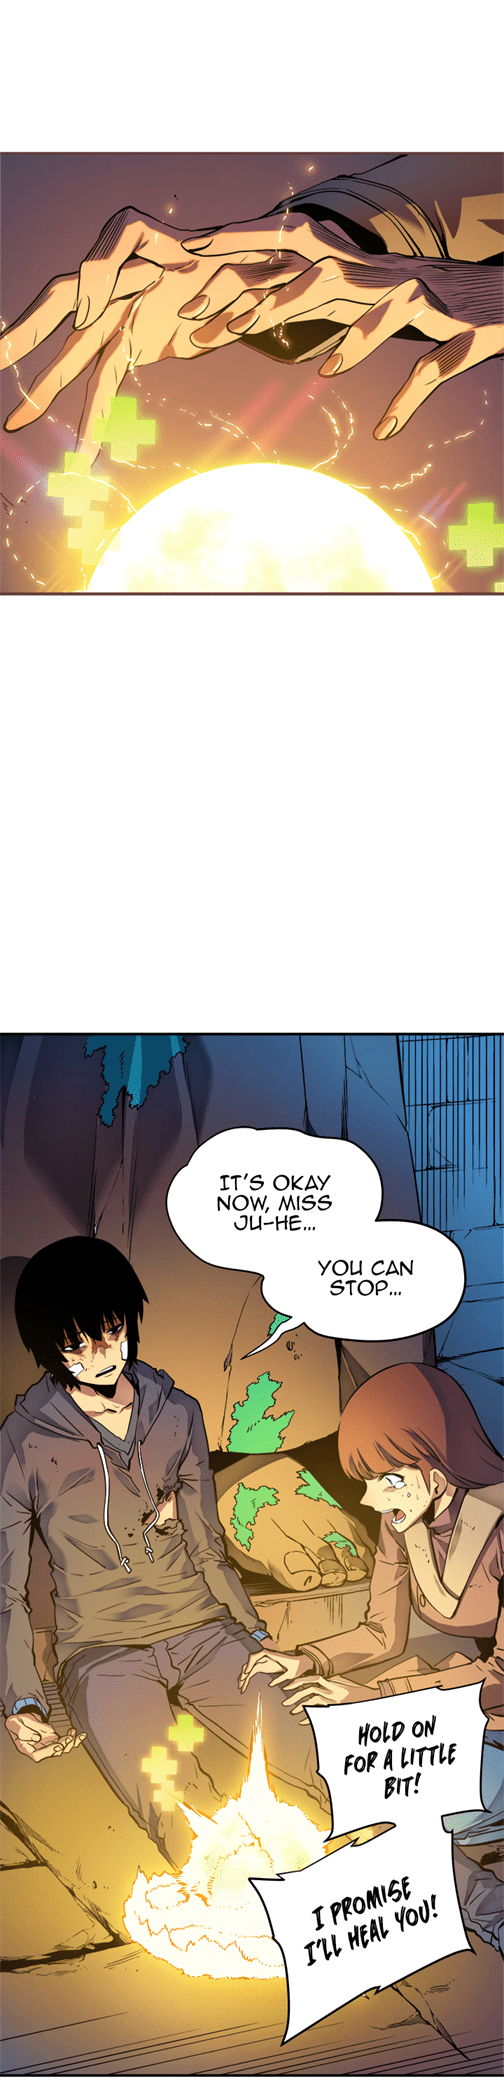 IT'S OKAY
NOW, MISS
JU-HE...
YOU CAN
STOP...
HOLD ON
FOR A LITTLE
BIT!
I PROMISE
I'LL HEAL YOU!